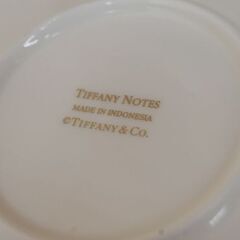 TIFFANY NOTES
MADE IN INDONESIA
©TIFFANY & CO.